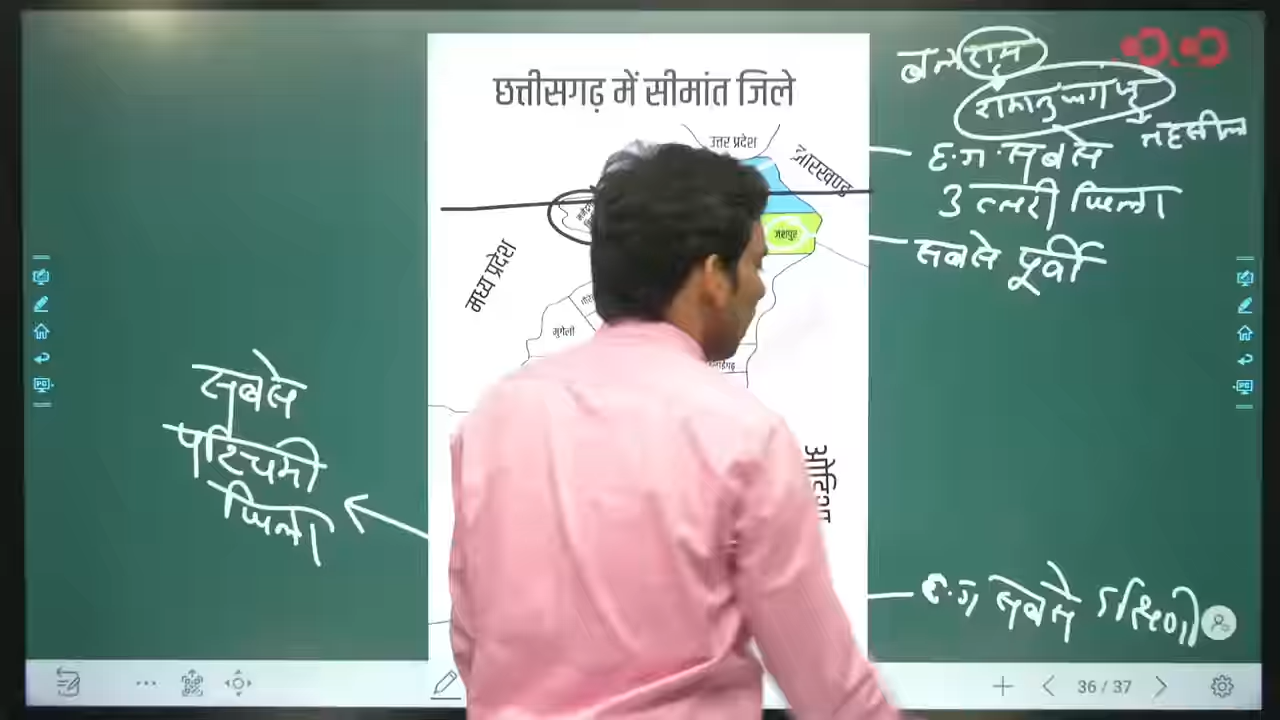 छत्तीसगढ़ में सीमांत जिले
बलराम
रामानुजगंज
तहसील
उत्तर प्रदेश
झारखण्ड
छ.ग. सबसे
उत्तरी जिला
जशपुर
सबसे पूर्वी
मध्य प्रदेश
मुंगेली
सबसे
पश्चिमी
जिला
ओडिशा
छ.ग सबसे दक्षिणी
36 / 37